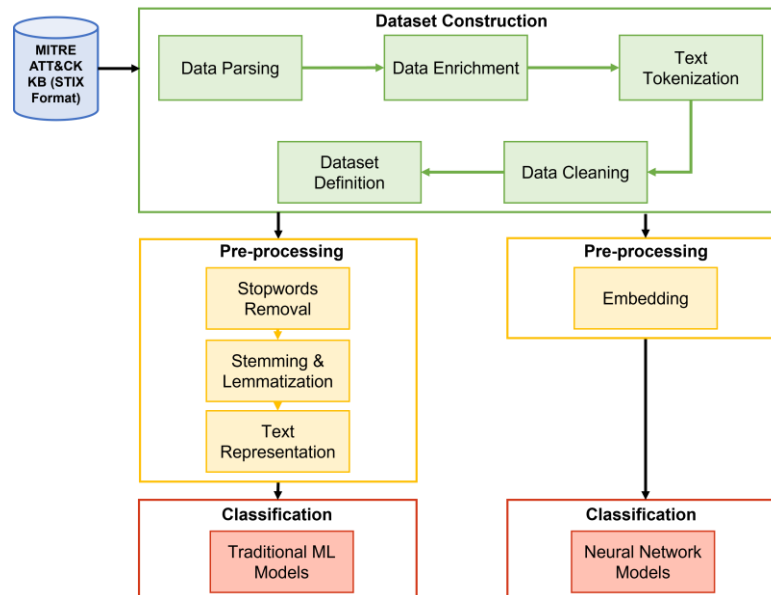 MITRE
ATT&CK
KB (STIX
Format)
Dataset Construction
Data Parsing
Data Enrichment
Text
Tokenization
Dataset
Definition
Data Cleaning
Pre-processing
Stopwords
Removal
Stemming &
Lemmatization
Text
Representation
Pre-processing
Embedding
Classification
Traditional ML
Models
Classification
Neural Network
Models